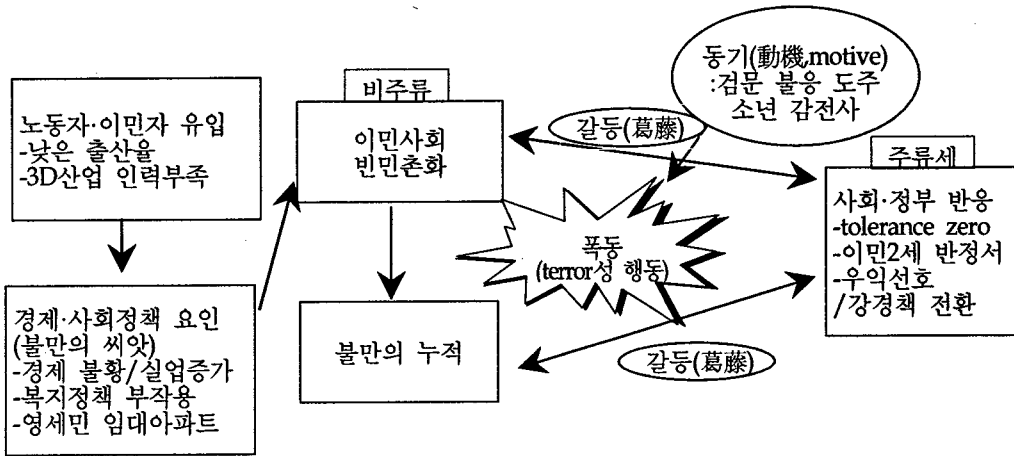 노동자·이민자 유입
-낮은 출산율
-3D산업 인력부족
경제·사회정책 요인
(불만의 씨앗)
-경제 불황/실업증가
-복지정책 부작용
-영세민 임대아파트
비주류
이민사회
빈민촌화
불만의 누적
동기(動機,motive)
:검문 불응 도주
소년 감전사
갈등(葛藤)
폭동
(terror성 행동)
갈등(葛藤)
주류세
사회·정부 반응
-tolerance zero
-이민2세 반정서
-우익선호
/강경책 전환